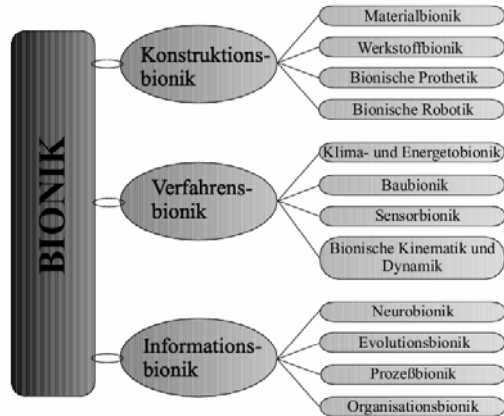 BIONIK
Konstruktions-
bionik
Materialbionik
Werkstoffbionik
Bionische Prothetik
Bionische Robotik
Verfahrens-
bionik
Klima- und Energetobionik
Baubionik
Sensorbionik
Bionische Kinematik und
Dynamik
Informations-
bionik
Neurobionik
Evolutionsbionik
Prozeßbionik
Organisationsbionik